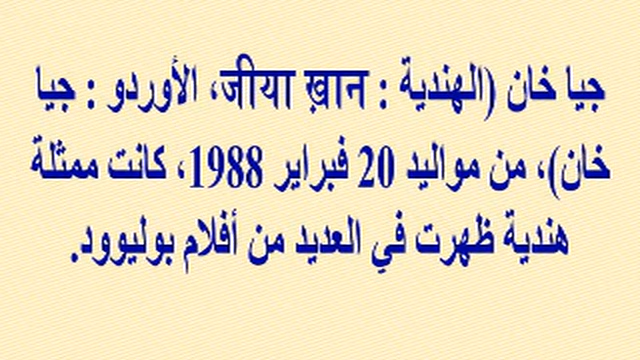 جيا خان (الهندية : जीया ख़ान، الأوردو : جيا
خان)، من مواليد 20 فبراير 1988، كانت ممثلة
هندية ظهرت في العديد من أفلام بوليوود.